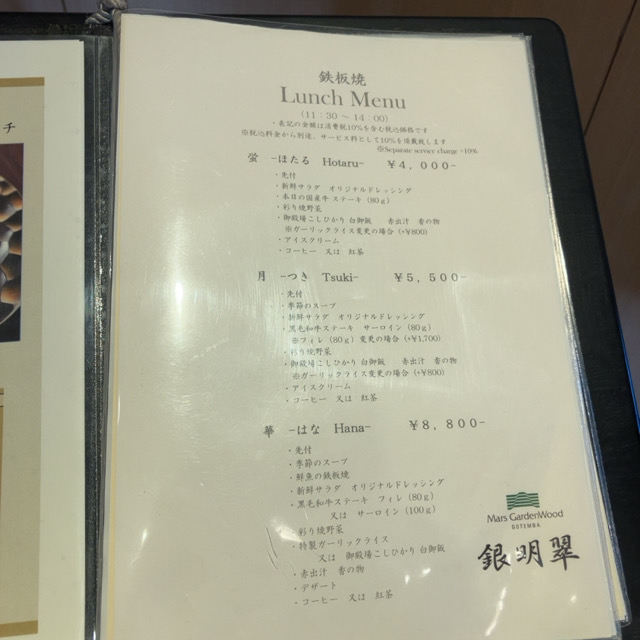 チ
鉄板焼
Lunch Menu
(11：30 ～ 14：00)
・表記の金額は消費税10%を含む税込価格です
※税込料金から別途、サービス料として10%を頂戴致します
※Separate service charge +10%
蛍 -ほたる Hotaru- ￥4,000-
・先付
・新鮮サラダ オリジナルドレッシング
・本日の国産牛 ステーキ (80g)
・彩り焼野菜
・御殿場こしひかり 白御飯 赤出汁 香の物
※ガーリックライス変更の場合 (+¥800)
・アイスクリーム
・コーヒー 又は 紅茶
月 -つき Tsuki- ￥5,500-
・先付
・季節のスープ
・新鮮サラダ オリジナルドレッシング
・黒毛和牛ステーキ サーロイン (80g)
※フィレ (80g) 変更の場合 (+¥1,700)
・彩り焼野菜
・御殿場こしひかり 白御飯 赤出汁 香の物
※ガーリックライス変更の場合 (+¥800)
・アイスクリーム
・コーヒー 又は 紅茶
華 -はな Hana- ￥8,800-
・先付
・季節のスープ
・鮮魚の鉄板焼
・新鮮サラダ オリジナルドレッシング
・黒毛和牛ステーキ フィレ (80g)
又は サーロイン (100g)
彩り焼野菜
・特製ガーリックライス
又は 御殿場こしひかり 白御飯
・赤出汁 香の物
・デザート
・コーヒー 又は 紅茶
Mars GardenWood
GOTEMBA
銀明翠